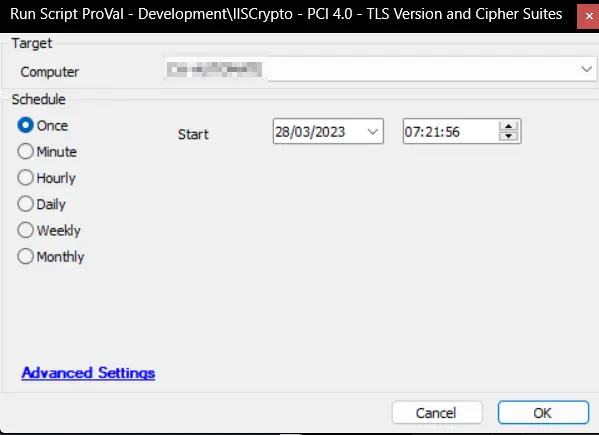 Run Script ProVal - Development\IISCrypto - PCI 4.0 - TLS Version and Cipher Suites
Target
Computer
Schedule
Once
Start 28/03/2023 07:21:56
Minute
Hourly
Daily
Weekly
Monthly
Advanced Settings
Cancel OK